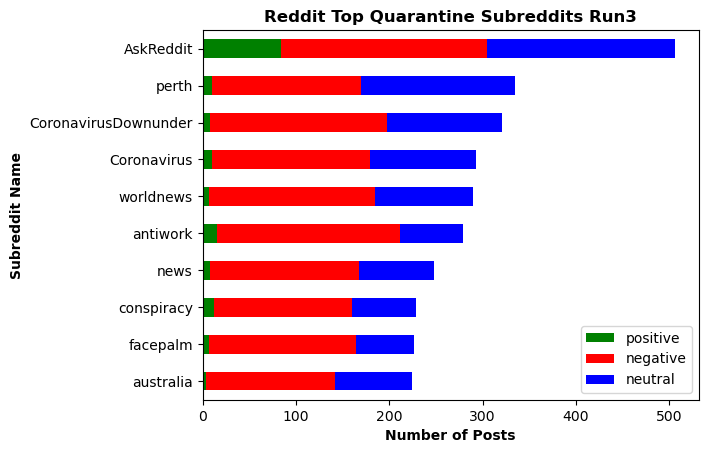 Reddit Top Quarantine Subreddits Run3
Subreddit Name
AskReddit
perth
CoronavirusDownunder
Coronavirus
worldnews
antiwork
news
conspiracy
facepalm
australia
positive
negative
neutral
0 100 200 300 400 500
Number of Posts